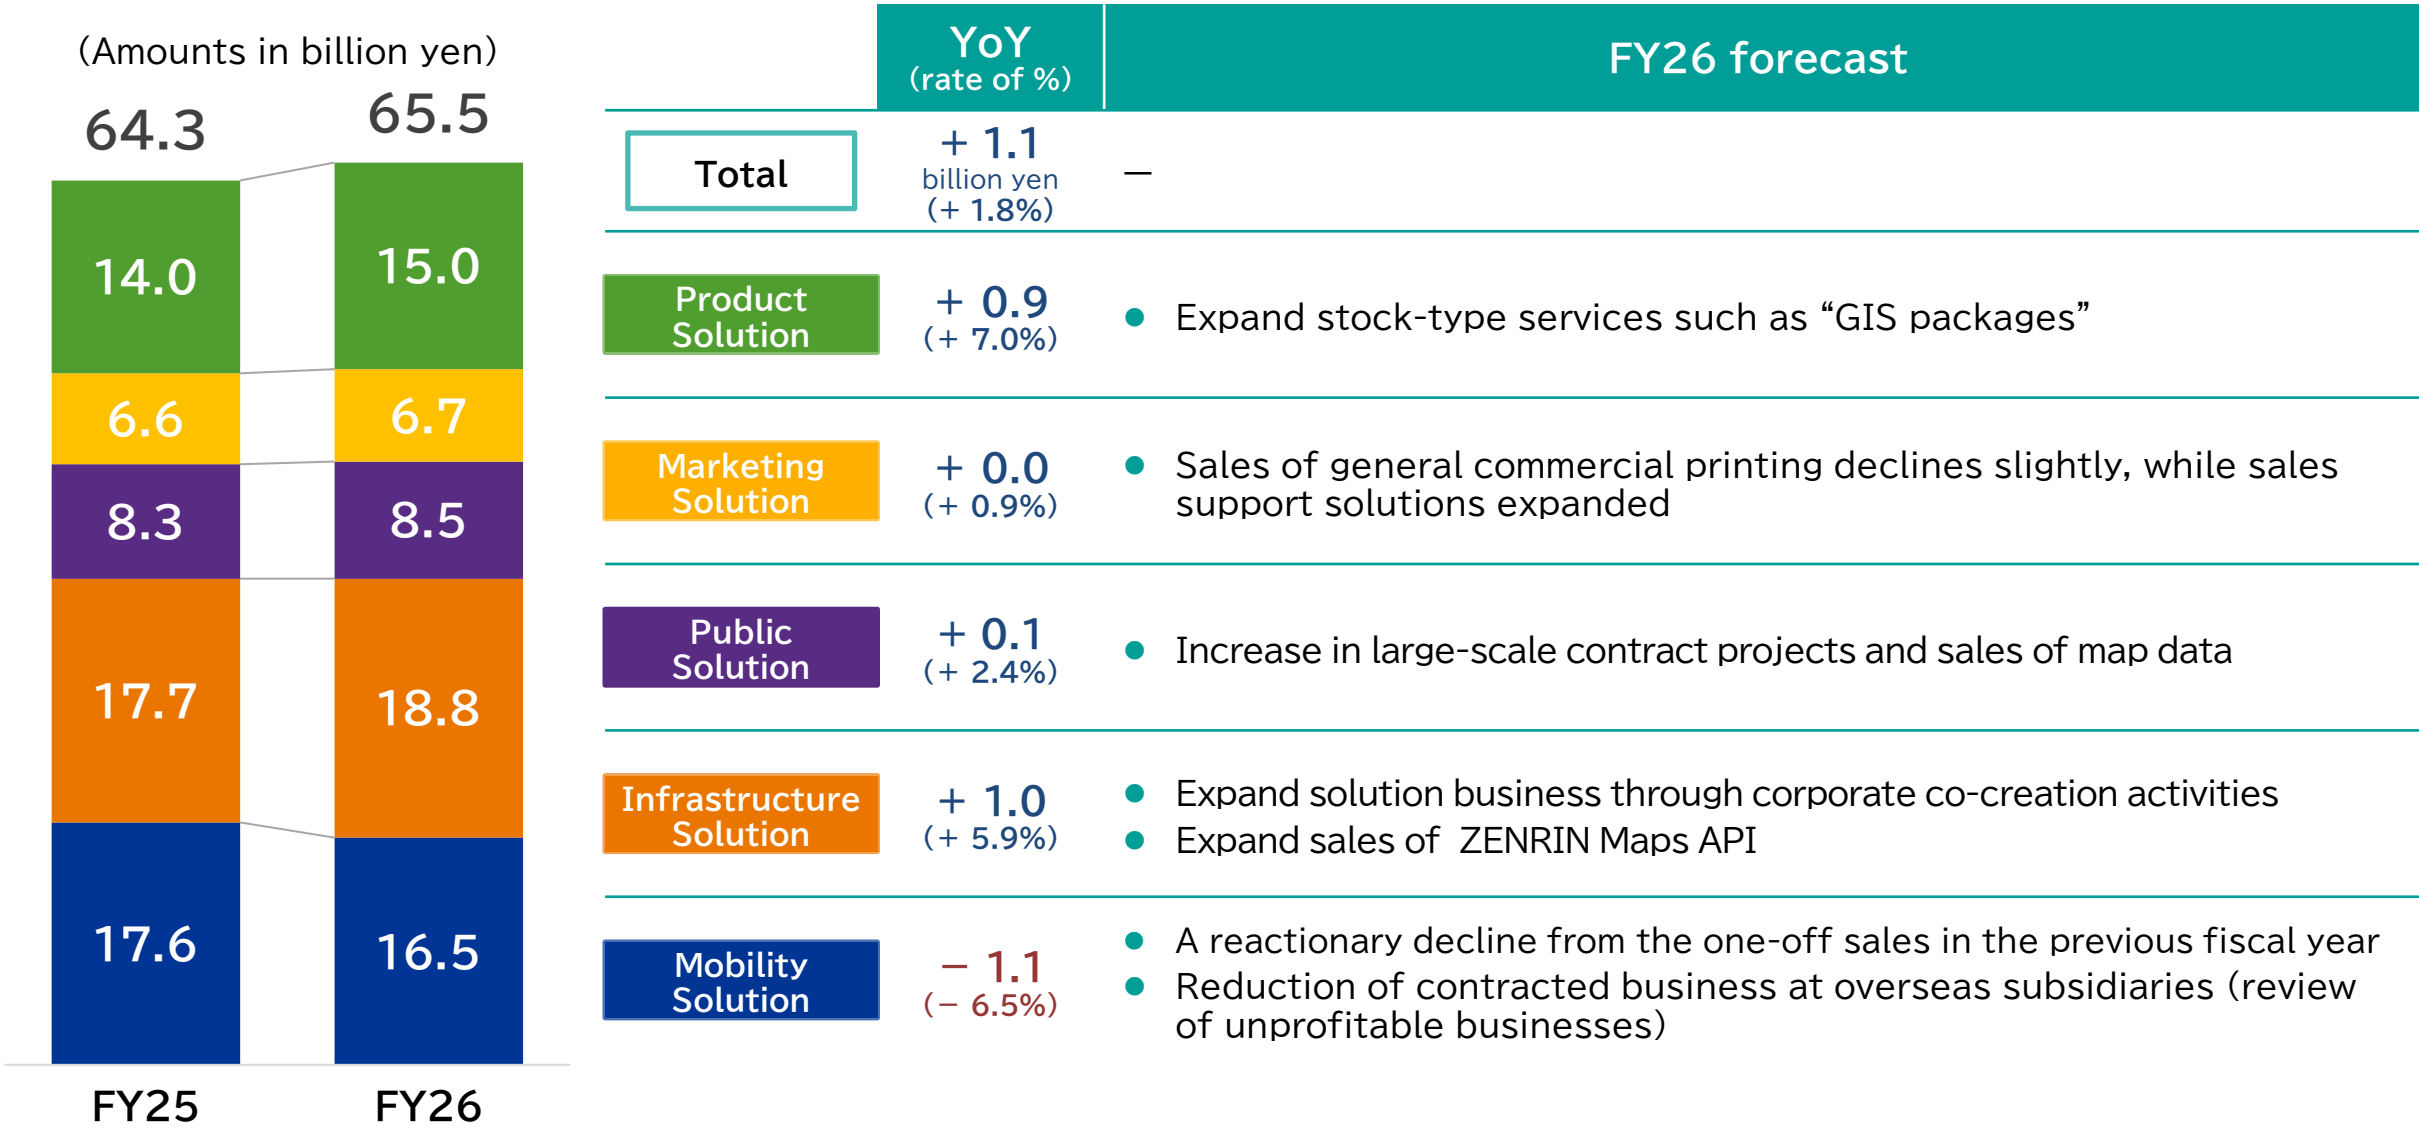 (Amounts in billion yen)
64.3
65.5
14.0
15.0
6.6
6.7
8.3
8.5
17.7
18.8
17.6
16.5
FY25
FY26
YoY
(rate of %)
FY26 forecast
Total
+ 1.1
billion yen
(+ 1.8%)
—
Product
Solution
+ 0.9
(+ 7.0%)
● Expand stock-type services such as “GIS packages”
Marketing
Solution
+ 0.0
(+ 0.9%)
● Sales of general commercial printing declines slightly, while sales
support solutions expanded
Public
Solution
+ 0.1
(+ 2.4%)
● Increase in large-scale contract projects and sales of map data
Infrastructure
Solution
+ 1.0
(+ 5.9%)
● Expand solution business through corporate co-creation activities
● Expand sales of ZENRIN Maps API
Mobility
Solution
− 1.1
(− 6.5%)
● A reactionary decline from the one-off sales in the previous fiscal year
● Reduction of contracted business at overseas subsidiaries (review
of unprofitable businesses)